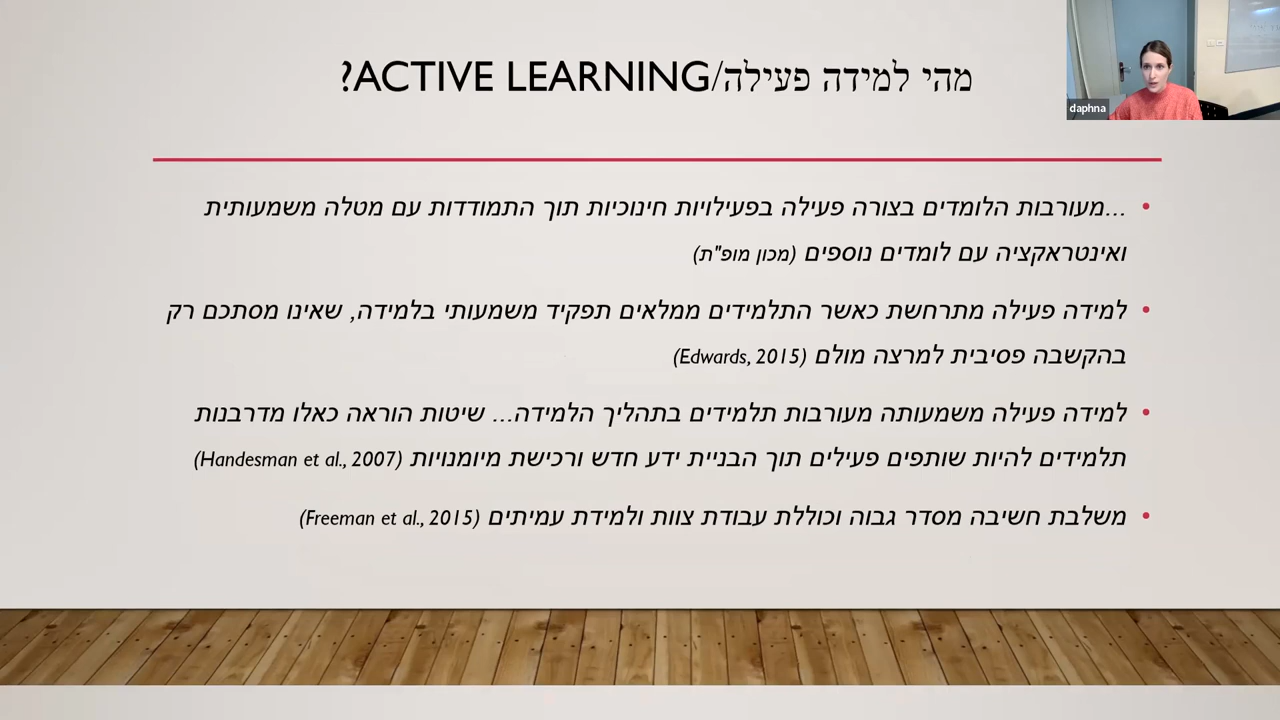 מהי למידה פעילה/ACTIVE LEARNING?
daphna
...מעורבות הלומדים בצורה פעילה בפעילויות חינוכיות תוך התמודדות עם מטלה משמעותית
ואינטראקציה עם לומדים נוספים (מכון מופ"ת)
למידה פעילה מתרחשת כאשר התלמידים ממלאים תפקיד משמעותי בלמידה, שאינו מסתכם רק
בהקשבה פסיבית למרצה מולם (Edwards, 2015)
למידה פעילה משמעותה מעורבות תלמידים בתהליך הלמידה... שיטות הוראה כאלו מדרבנות
תלמידים להיות שותפים פעילים תוך הבניית ידע חדש ורכישת מיומנויות (Handesman et al., 2007)
משלבת חשיבה מסדר גבוה וכוללת עבודת צוות ולמידת עמיתים (Freeman et al., 2015)